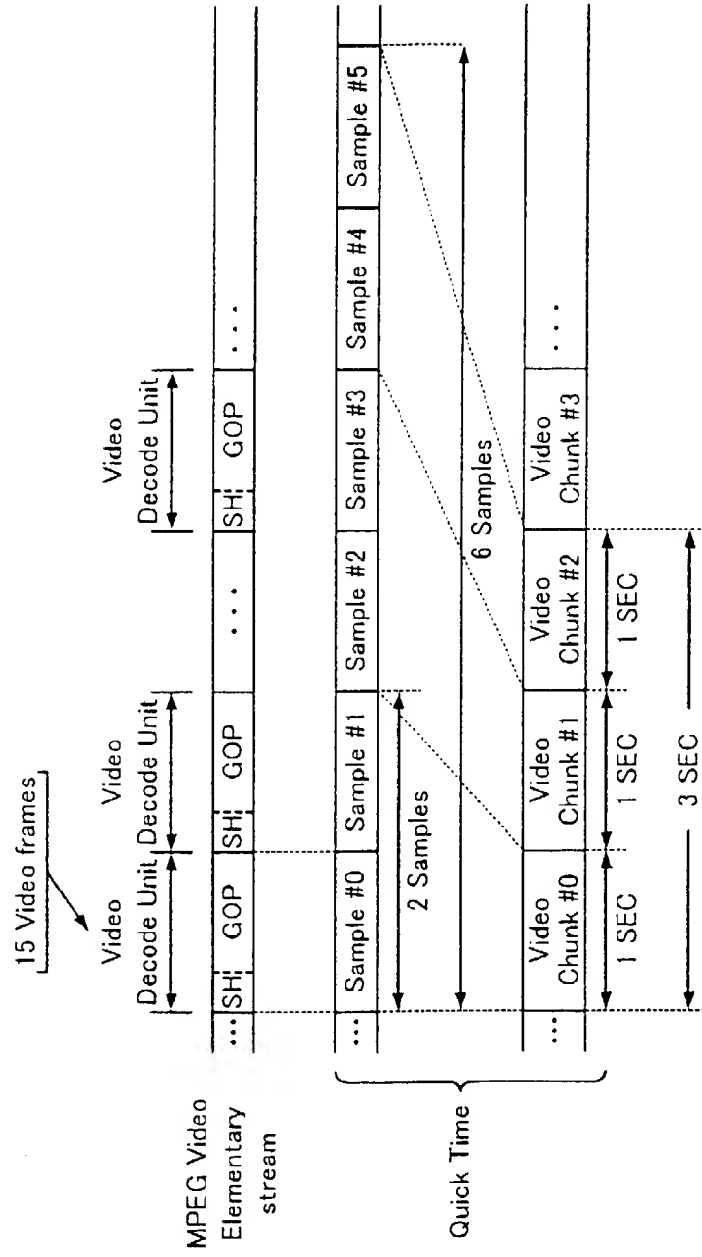 15 Video frames
Video
Decode Unit
Video
Decode Unit
Video
Decode Unit
MPEG Video
Elementary
stream
... SH GOP SH GOP ... SH GOP ...
Quick Time
... Sample #0 Sample #1 Sample #2 Sample #3 Sample #4 Sample #5
2 Samples
6 Samples
... Video
Chunk #0
Video
Chunk #1
Video
Chunk #2
Video
Chunk #3
...
1 SEC
1 SEC
1 SEC
3 SEC